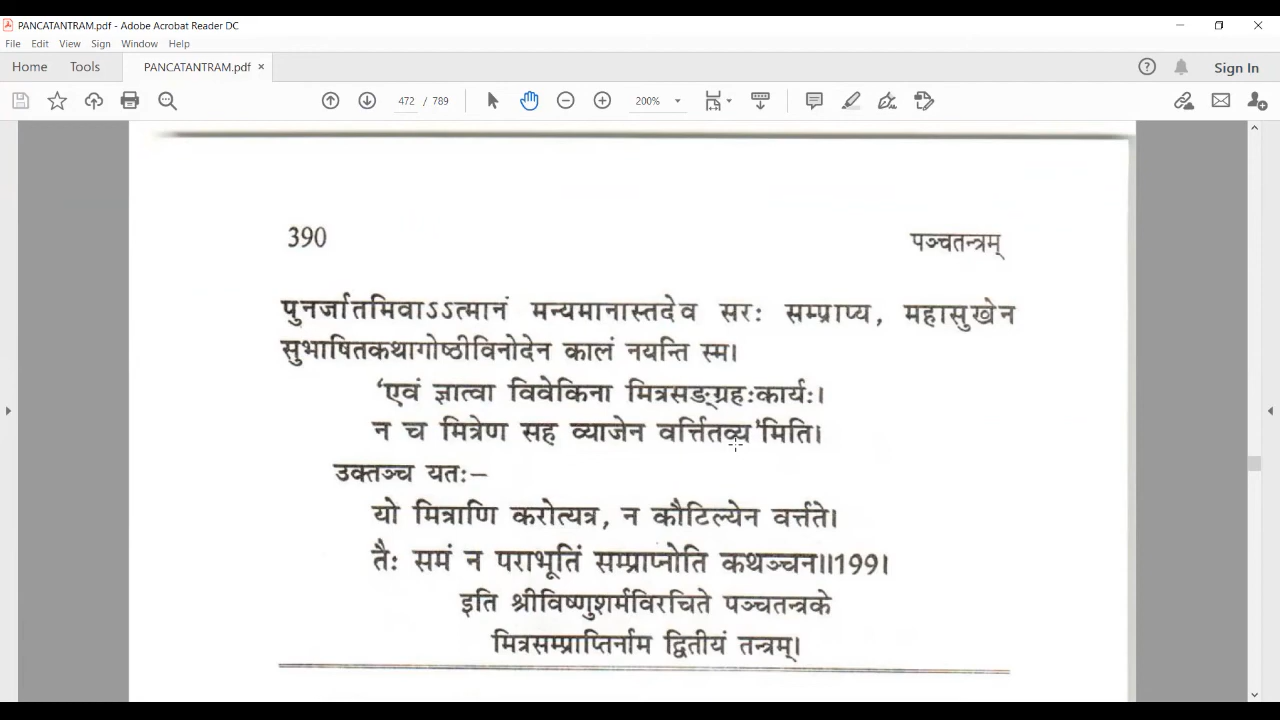 PANCATANTRAM.pdf - Adobe Acrobat Reader DC
File Edit View Sign Window Help
Home Tools PANCATANTRAM.pdf × Sign In
472 / 789 200%
390 पञ्चतन्त्रम्
पुनर्जातमिवाऽऽत्मानं मन्यमानास्तदेव सरः सम्प्राप्य, महासुखेन
सुभाषितकथागोष्ठीविनोदेन कालं नयन्ति स्म।
‘एवं ज्ञात्वा विवेकिना मित्रसङ्ग्रहःकार्यः।
न च मित्रेण सह व्याजेन वर्त्तितव्य’मिति।
उक्तञ्च यतः–
यो मित्राणि करोत्यत्र, न कौटिल्येन वर्त्तते।
तैः समं न पराभूतिं सम्प्राप्नोति कथञ्चन॥199।
इति श्रीविष्णुशर्मविरचिते पञ्चतन्त्रके
मित्रसम्प्राप्तिर्नाम द्वितीयं तन्त्रम्।